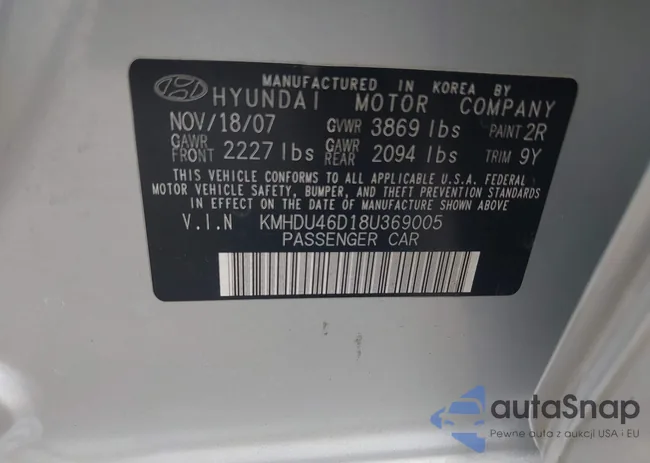 MANUFACTURED IN KOREA BY
HYUNDAI MOTOR COMPANY
NOV/18/07 GVWR 3869 lbs PAINT 2R
GAWR FRONT 2227 lbs GAWR REAR 2094 lbs TRIM 9Y
THIS VEHICLE CONFORMS TO ALL APPLICABLE U.S.A. FEDERAL
MOTOR VEHICLE SAFETY, BUMPER, AND THEFT PREVENTION STANDARDS
IN EFFECT ON THE DATE OF MANUFACTURE SHOWN ABOVE.
V.I.N KMHDU46D18U369005
PASSENGER CAR
autaSnap
Pewne auta z aukcji USA i EU